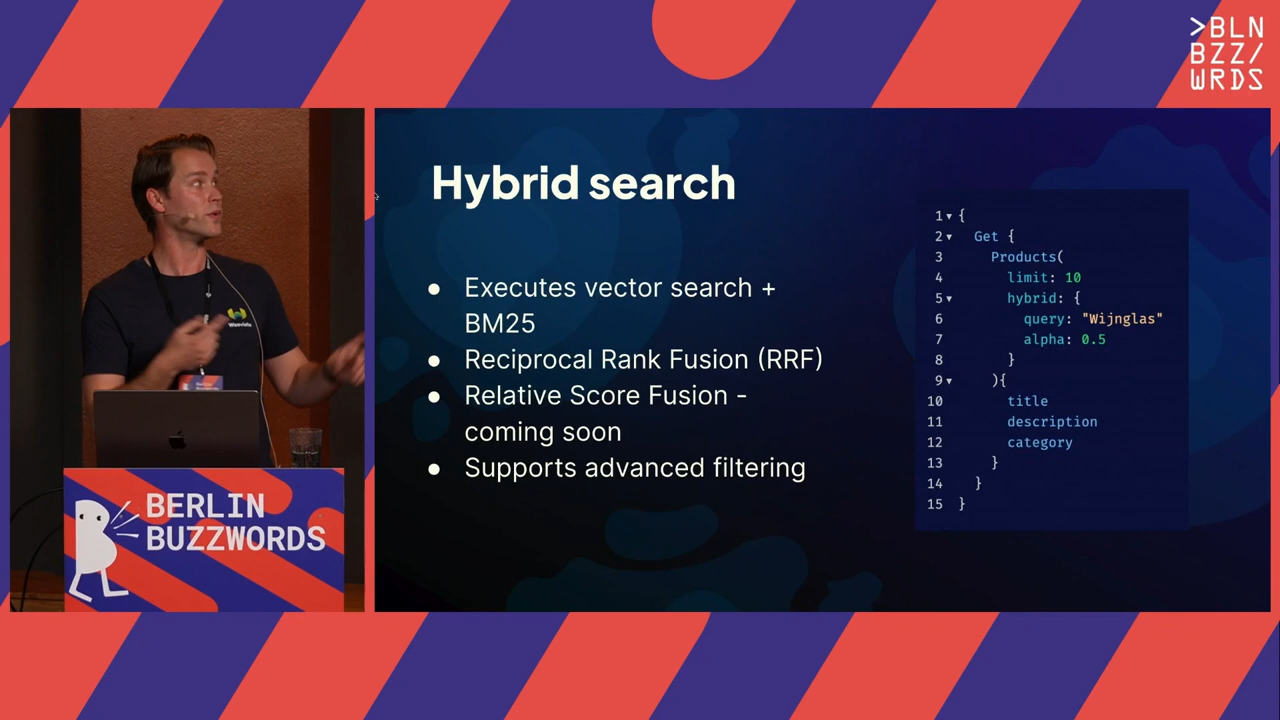 >BLN
BZZ/
WRDS
Hybrid search
● Executes vector search +
BM25
● Reciprocal Rank Fusion (RRF)
● Relative Score Fusion -
coming soon
● Supports advanced filtering
1▾ {
2▾ Get {
3 Products(
4 limit: 10
5▾ hybrid: {
6 query: "Wijnglas"
7 alpha: 0.5
8 }
9▾ ){
10 title
11 description
12 category
13 }
14 }
15 }
Weaviate
BERLIN
BUZZWORDS